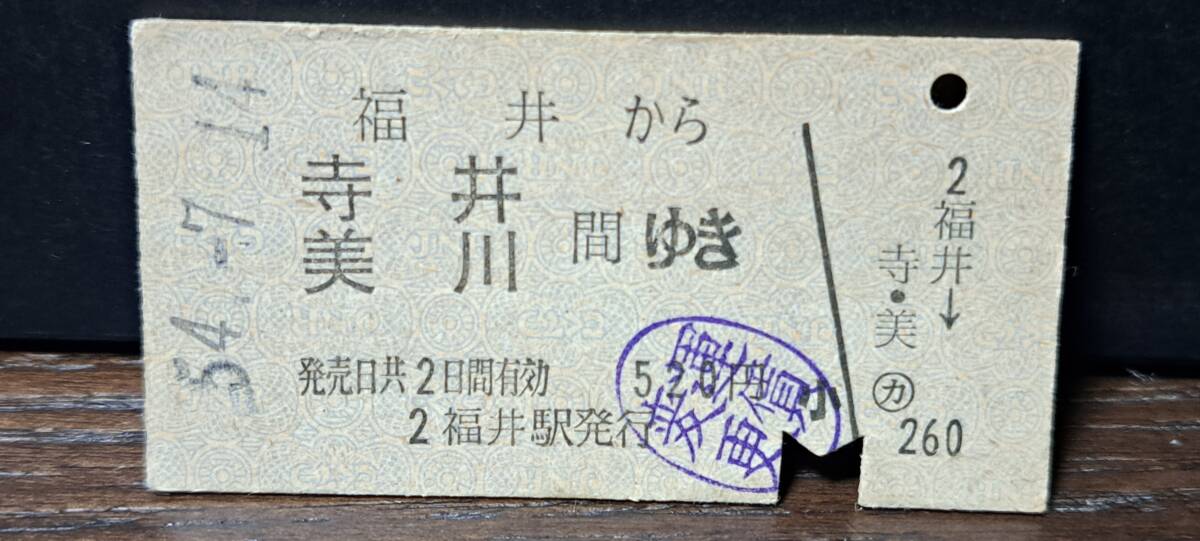 54.-7.14
福井から
寺井
美川
間ゆき
発売日共2日間有効
520円
小
2福井駅発行
2
福井→
寺・美
㋕
260